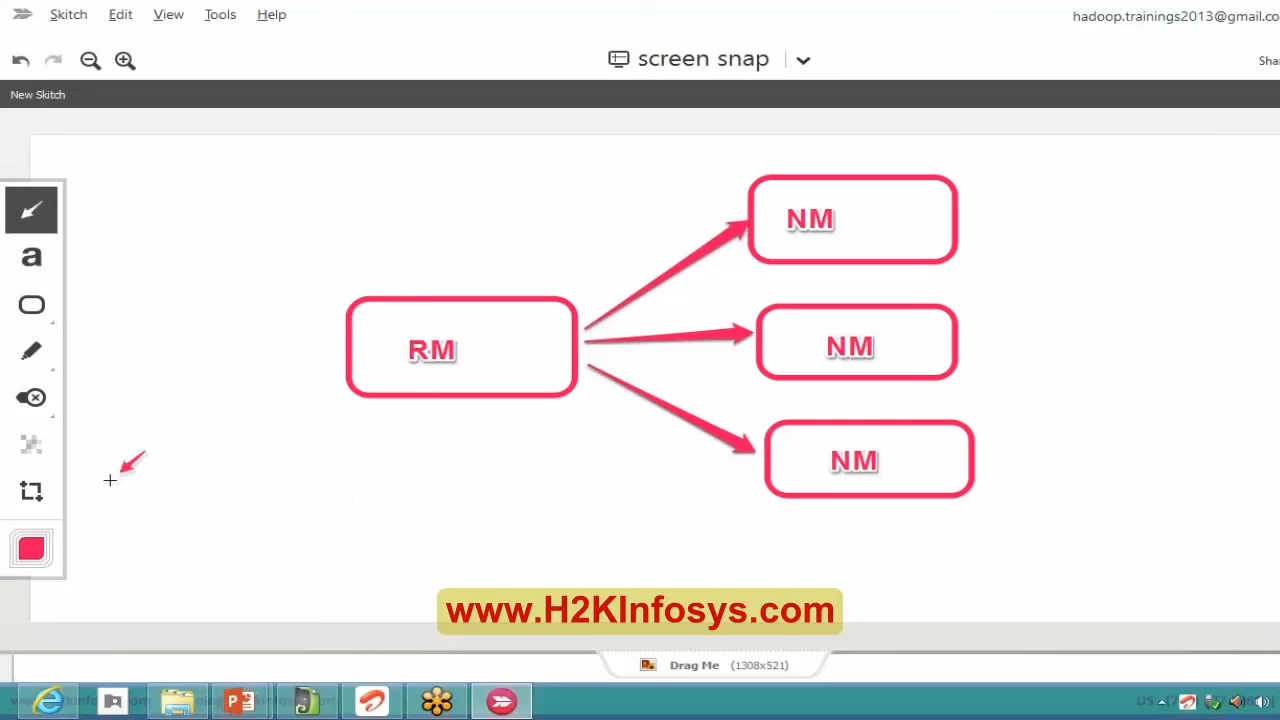 Skitch Edit View Tools Help
hadoop.trainings2013@gmail.co
screen snap
Sha
New Skitch
NM
a
RM
NM
NM
www.H2KInfosys.com
Drag Me (1308x521)
US